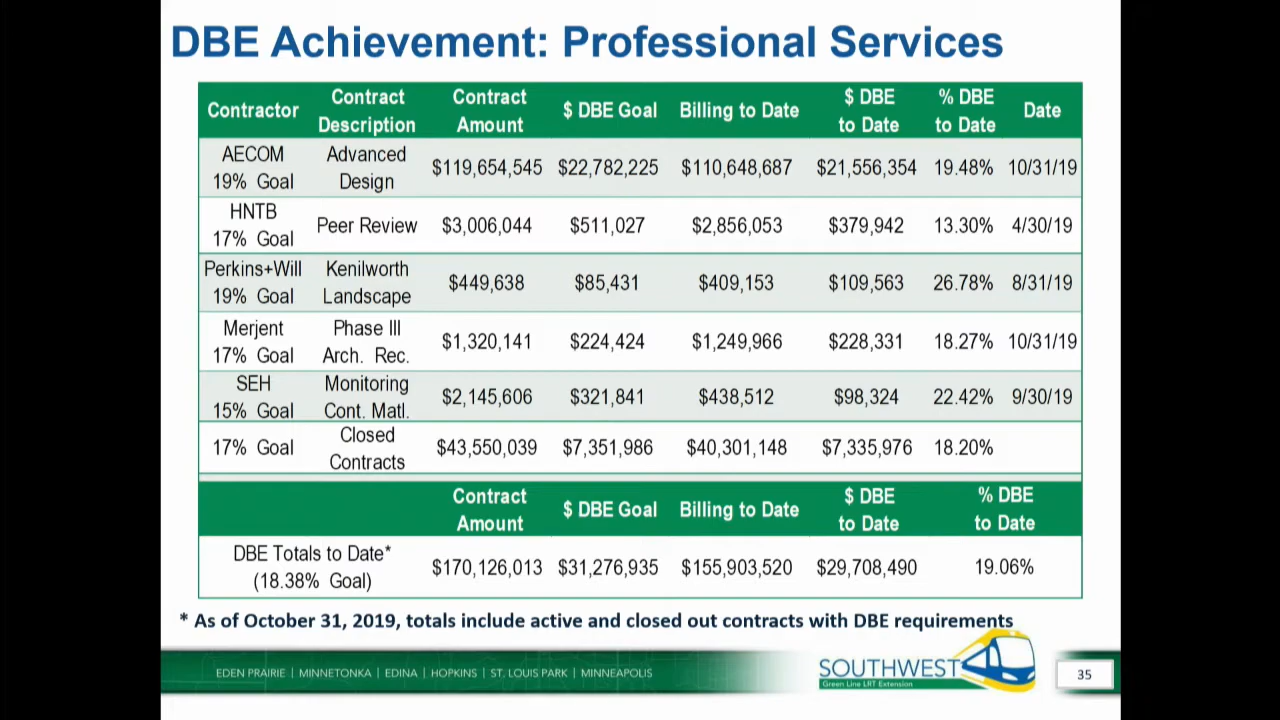 DBE Achievement: Professional Services
Contractor Contract Description Contract Amount $ DBE Goal Billing to Date $ DBE to Date % DBE to Date Date
AECOM 19% Goal Advanced Design $119,654,545 $22,782,225 $110,648,687 $21,556,354 19.48% 10/31/19
HNTB 17% Goal Peer Review $3,006,044 $511,027 $2,856,053 $379,942 13.30% 4/30/19
Perkins+Will 19% Goal Kenilworth Landscape $449,638 $85,431 $409,153 $109,563 26.78% 8/31/19
Merjent 17% Goal Phase III Arch. Rec. $1,320,141 $224,424 $1,249,966 $228,331 18.27% 10/31/19
SEH 15% Goal Monitoring Cont. Matl. $2,145,606 $321,841 $438,512 $98,324 22.42% 9/30/19
17% Goal Closed Contracts $43,550,039 $7,351,986 $40,301,148 $7,335,976 18.20%
Contract Amount $ DBE Goal Billing to Date $ DBE to Date % DBE to Date
DBE Totals to Date* (18.38% Goal) $170,126,013 $31,276,935 $155,903,520 $29,708,490 19.06%
* As of October 31, 2019, totals include active and closed out contracts with DBE requirements
EDEN PRAIRIE | MINNETONKA | EDINA | HOPKINS | ST. LOUIS PARK | MINNEAPOLIS
SOUTHWEST
Green Line LRT Extension
35